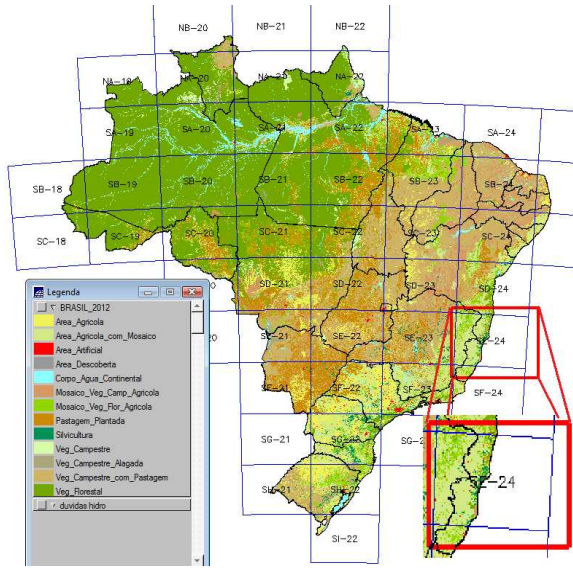 NB-20 NB-21 NB-22
NA-18 NA-20 NA-21 NA-22
SA-19 SA-20 SA-21 SA-22 SA-23 SA-24
SB-18 SB-19 SB-20 SB-21 SB-22 SB-23 SB-24
SC-18 SC-19 SC-20 SC-21 SC-22 SC-23 SC-24
SD-21 SD-22 SD-23 SD-24
SE-21 SE-22 SE-23 SE-24
SF-21 SF-22 SF-23 SF-24
SG-21 SG-22
SH-21 SH-22
SI-22
SE-24
Legenda
BRASIL_2012
Area_Agricola
Area_Agricola_com_Mosaico
Area_Artificial
Area_Descoberta
Corpo_Agua_Continental
Mosaico_Veg_Camp_Agricola
Mosaico_Veg_Flor_Agricola
Pastagem_Plantada
Silvicultura
Veg_Campestre
Veg_Campestre_Alagada
Veg_Campestre_com_Pastagem
Veg_Florestal
duvidas hidro